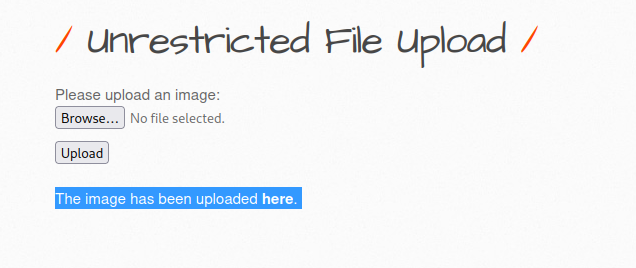 / Unrestricted File Upload /
Please upload an image:
Browse... No file selected.
Upload
The image has been uploaded here.